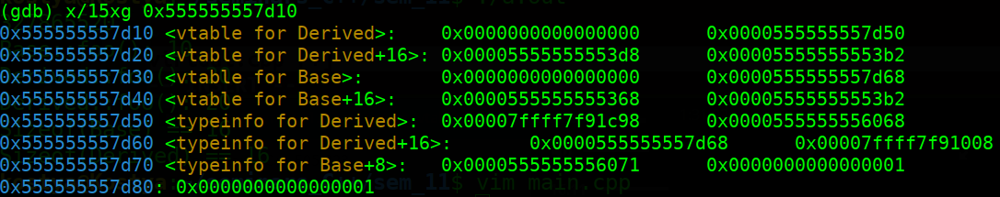 (gdb) x/15xg 0x555555557d10
0x555555557d10 <vtable for Derived>: 0x0000000000000000 0x0000555555557d50
0x555555557d20 <vtable for Derived+16>: 0x00005555555553d8 0x00005555555553b2
0x555555557d30 <vtable for Base>: 0x0000000000000000 0x0000555555557d68
0x555555557d40 <vtable for Base+16>: 0x0000555555555368 0x00005555555553b2
0x555555557d50 <typeinfo for Derived>: 0x00007ffff7f91c98 0x0000555555556068
0x555555557d60 <typeinfo for Derived+16>: 0x0000555555557d68 0x00007ffff7f91008
0x555555557d70 <typeinfo for Base+8>: 0x0000555555556071 0x0000000000000001
0x555555557d80: 0x0000000000000001